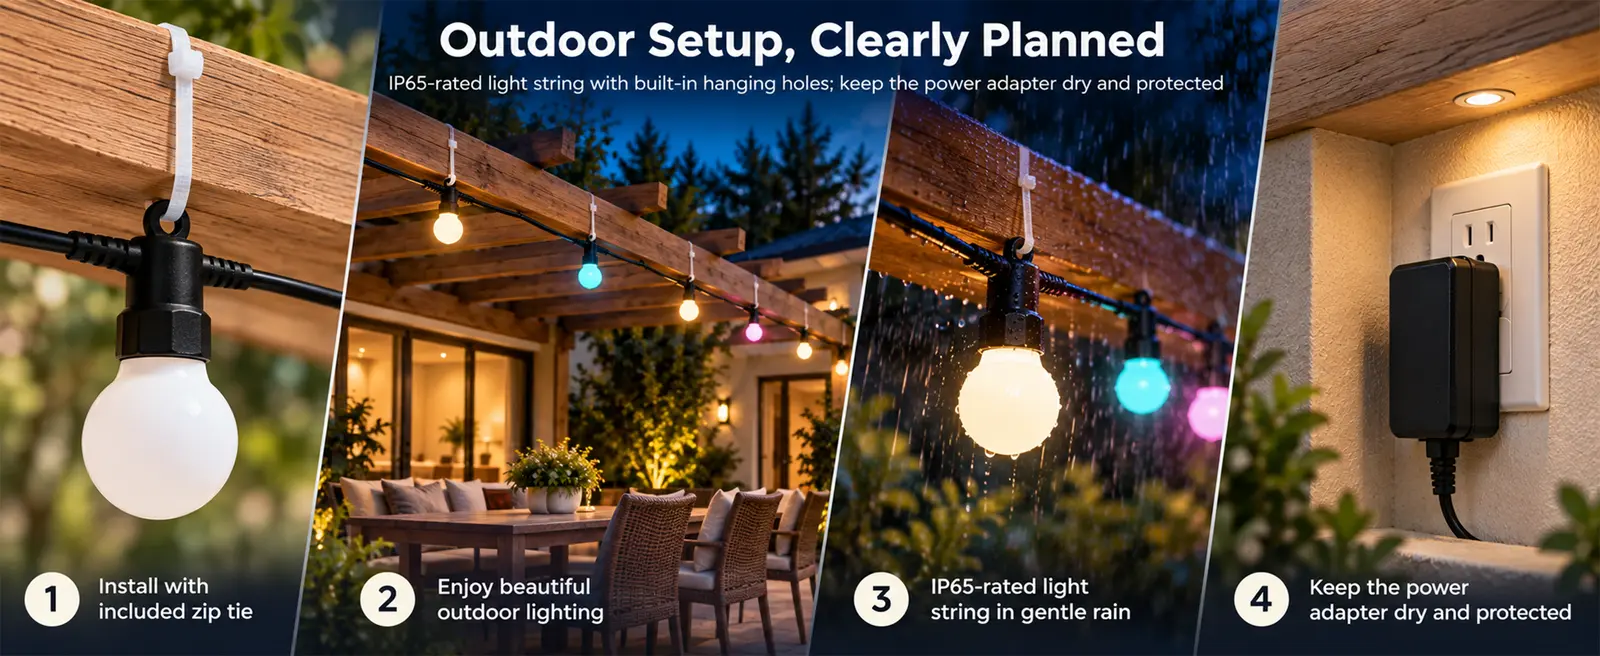 Outdoor Setup, Clearly Planned
IP65-rated light string with built-in hanging holes; keep the power adapter dry and protected
1
Install with
included zip tie
2
Enjoy beautiful
outdoor lighting
3
IP65-rated light
string in gentle rain
4
Keep the power
adapter dry and protected